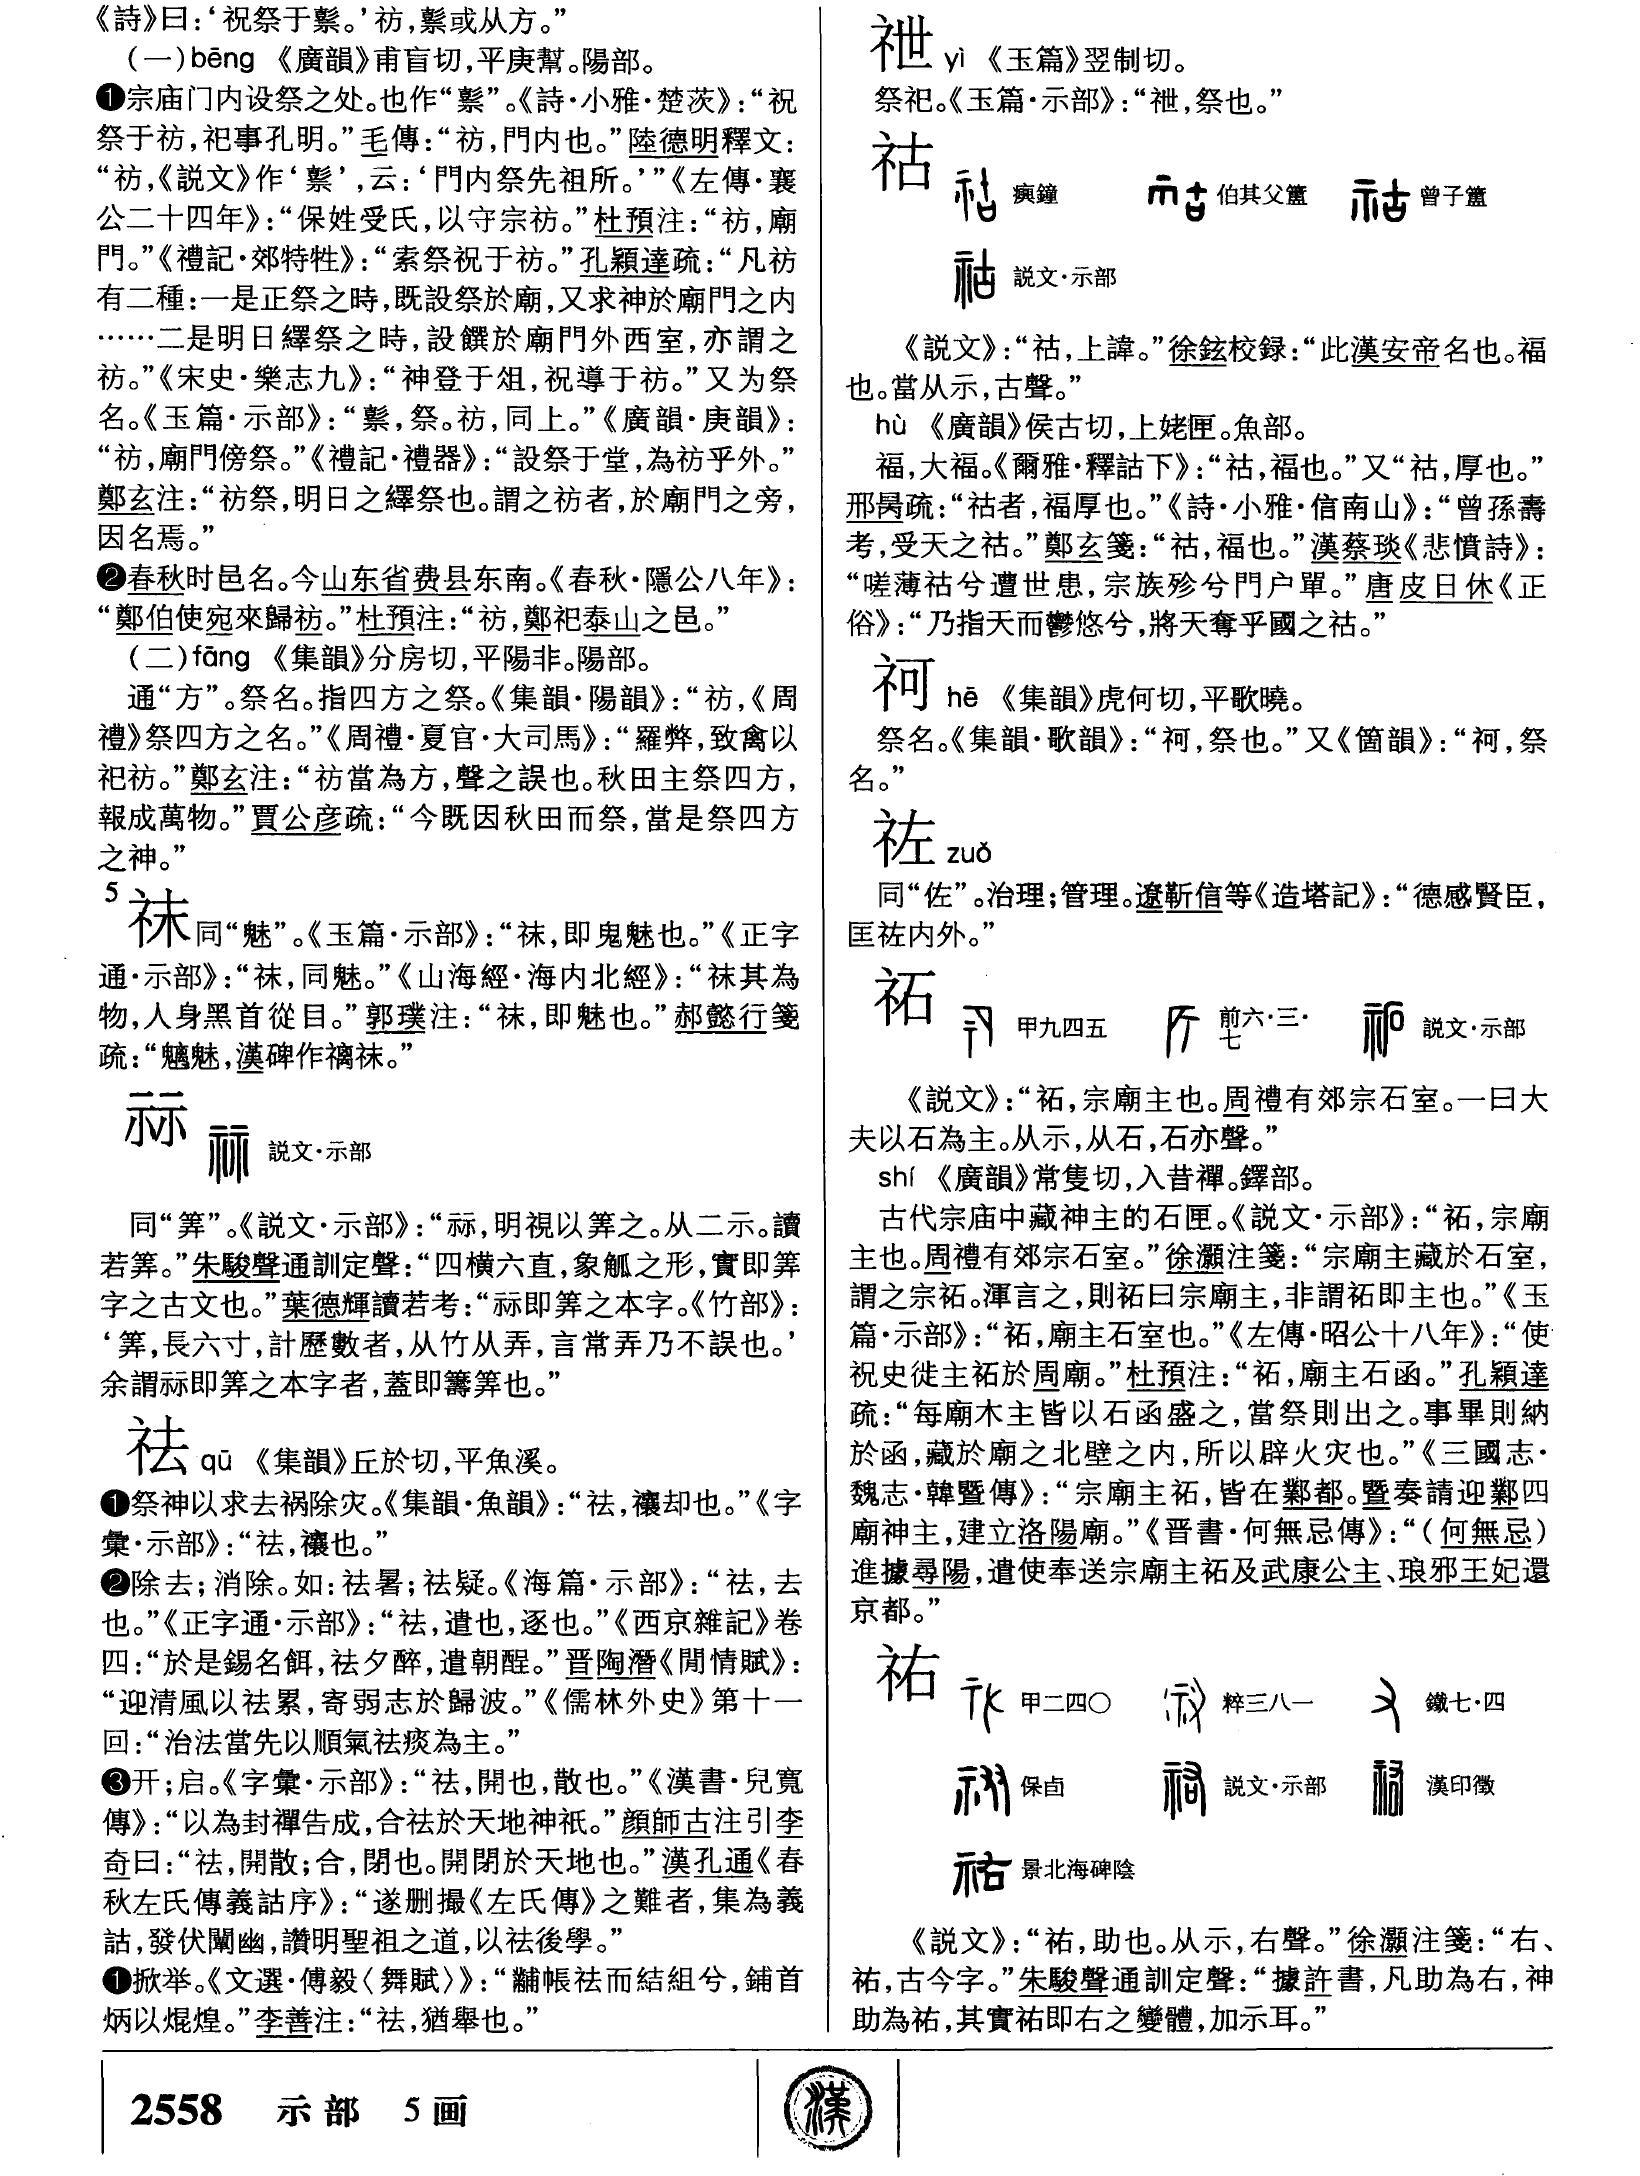 《詩》曰：‘祝祭于䰌。’祊，䰌或从方。”
（一）bēng 《廣韻》甫盲切，平庚幫。陽部。
❶宗庙门内设祭之处。也作“䰌”。《詩·小雅·楚茨》：“祝
祭于祊，祀事孔明。”毛傳：“祊，門内也。”陸德明釋文：
“祊，《説文》作‘䰌’，云：‘門内祭先祖所。’”《左傳·襄
公二十四年》：“保姓受氏，以守宗祊。”杜預注：“祊，廟
門。”《禮記·郊特牲》：“索祭祝于祊。”孔穎達疏：“凡祊
有二種：一是正祭之時，既設祭於廟，又求神於廟門之内
……二是明日繹祭之時，設饌於廟門外西室，亦謂之
祊。”《宋史·樂志九》：“神登于俎，祝導于祊。”又为祭
名。《玉篇·示部》：“䰌，祭。祊，同上。”《廣韻·庚韻》：
“祊，廟門傍祭。”《禮記·禮器》：“設祭于堂，為祊乎外。”
鄭玄注：“祊祭，明日之繹祭也。謂之祊者，於廟門之旁，
因名焉。”
❷春秋时邑名。今山东省费县东南。《春秋·隱公八年》：
“鄭伯使宛來歸祊。”杜預注：“祊，鄭祀泰山之邑。”
（二）fāng 《集韻》分房切，平陽非。陽部。
通“方”。祭名。指四方之祭。《集韻·陽韻》：“祊，《周
禮》祭四方之名。”《周禮·夏官·大司馬》：“羅弊，致禽以
祀祊。”鄭玄注：“祊當為方，聲之誤也。秋田主祭四方，
報成萬物。”賈公彦疏：“今既因秋田而祭，當是祭四方
之神。”
5
祙同“魅”。《玉篇·示部》：“祙，即鬼魅也。”《正字
通·示部》：“祙，同魅。”《山海經·海内北經》：“祙其為
物，人身黑首從目。”郭璞注：“祙，即魅也。”郝懿行箋
疏：“魑魅，漢碑作禼祙。”
祘 説文·示部
同“筭”。《説文·示部》：“祘，明視以筭之。从二示。讀
若筭。”朱駿聲通訓定聲：“四横六直，象觚之形，實即筭
字之古文也。”葉德輝讀若考：“祘即筭之本字。《竹部》：
‘筭，長六寸，計歷數者，从竹从弄，言常弄乃不誤也。’
余謂祘即筭之本字者，蓋即籌筭也。”
祛 qū 《集韻》丘於切，平魚溪。
❶祭神以求去祸除灾。《集韻·魚韻》：“祛，禳却也。”《字
彙·示部》：“祛，禳也。”
❷除去；消除。如：祛暑；祛疑。《海篇·示部》：“祛，去
也。”《正字通·示部》：“祛，遣也，逐也。”《西京雜記》卷
四：“於是錫名餌，祛夕醉，遣朝酲。”晋陶潛《閒情賦》：
“迎清風以祛累，寄弱志於歸波。”《儒林外史》第十一
回：“治法當先以順氣祛痰為主。”
❸开；启。《字彙·示部》：“祛，開也，散也。”《漢書·兒寬
傳》：“以為封禪告成，合祛於天地神祇。”顔師古注引李
奇曰：“祛，開散；合，閉也。開閉於天地也。”漢孔通《春
秋左氏傳義詁序》：“遂删撮《左氏傳》之難者，集為義
詁，發伏闡幽，讚明聖祖之道，以祛後學。”
❶掀举。《文選·傅毅〈舞賦〉》：“黼帳祛而結組兮，鋪首
炳以焜煌。”李善注：“祛，猶舉也。”
祂 yì 《玉篇》翌制切。
祭祀。《玉篇·示部》：“袣，祭也。”
祜 𤺄鐘 伯其父簠 曾子簠
説文·示部
《説文》：“祜，上諱。”徐鉉校録：“此漢安帝名也。福
也。當从示，古聲。”
hù 《廣韻》侯古切，上姥匣。魚部。
福，大福。《爾雅·釋詁下》：“祜，福也。”又“祜，厚也。”
邢昺疏：“祜者，福厚也。”《詩·小雅·信南山》：“曾孫壽
考，受天之祜。”鄭玄箋：“祜，福也。”漢蔡琰《悲憤詩》：
“嗟薄祜兮遭世患，宗族殄兮門户單。”唐皮日休《正
俗》：“乃指天而鬱悠兮，將天奪乎國之祜。”
祠 hē 《集韻》虎何切，平歌曉。
祭名。《集韻·歌韻》：“祠，祭也。”又《箇韻》：“祠，祭
名。”
袏 zuǒ
同“佐”。治理；管理。遼靳信等《造塔記》：“德感賢臣，
匡袏内外。”
祏 甲九四五 前六·三·七 説文·示部
《説文》：“祏，宗廟主也。周禮有郊宗石室。一曰大
夫以石為主。从示，从石，石亦聲。”
shí 《廣韻》常隻切，入昔禪。鐸部。
古代宗庙中藏神主的石匣。《説文·示部》：“祏，宗廟
主也。周禮有郊宗石室。”徐灝注箋：“宗廟主藏於石室，
謂之宗祏。渾言之，則祏曰宗廟主，非謂祏即主也。”《玉
篇·示部》：“祏，廟主石室也。”《左傳·昭公十八年》：“使
祝史徙主祏於周廟。”杜預注：“祏，廟主石函。”孔穎達
疏：“每廟木主皆以石函盛之，當祭則出之。事畢則納
於函，藏於廟之北壁之内，所以辟火灾也。”《三國志·
魏志·韓暨傳》：“宗廟主祏，皆在鄴都。暨奏請迎鄴四
廟神主，建立洛陽廟。”《晋書·何無忌傳》：“（何無忌）
進據尋陽，遣使奉送宗廟主祏及武康公主、琅邪王妃還
京都。”
祐 甲二四〇 粹三八一 鐵七·四
保卣 説文·示部 漢印徵
景北海碑陰
《説文》：“祐，助也。从示，右聲。”徐灝注箋：“右、
祐，古今字。”朱駿聲通訓定聲：“據許書，凡助為右，神
助為祐，其實祐即右之變體，加示耳。”
2558 示部 5画
漢